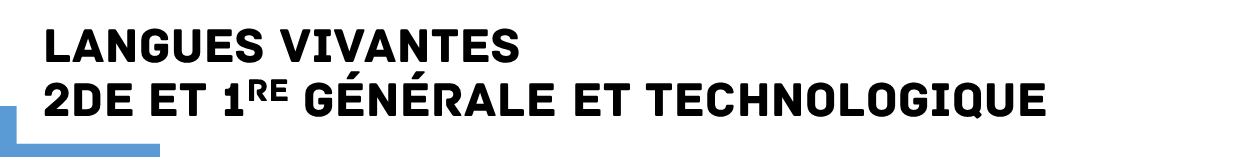 LANGUES VIVANTES
2DE ET 1RE GÉNÉRALE ET TECHNOLOGIQUE